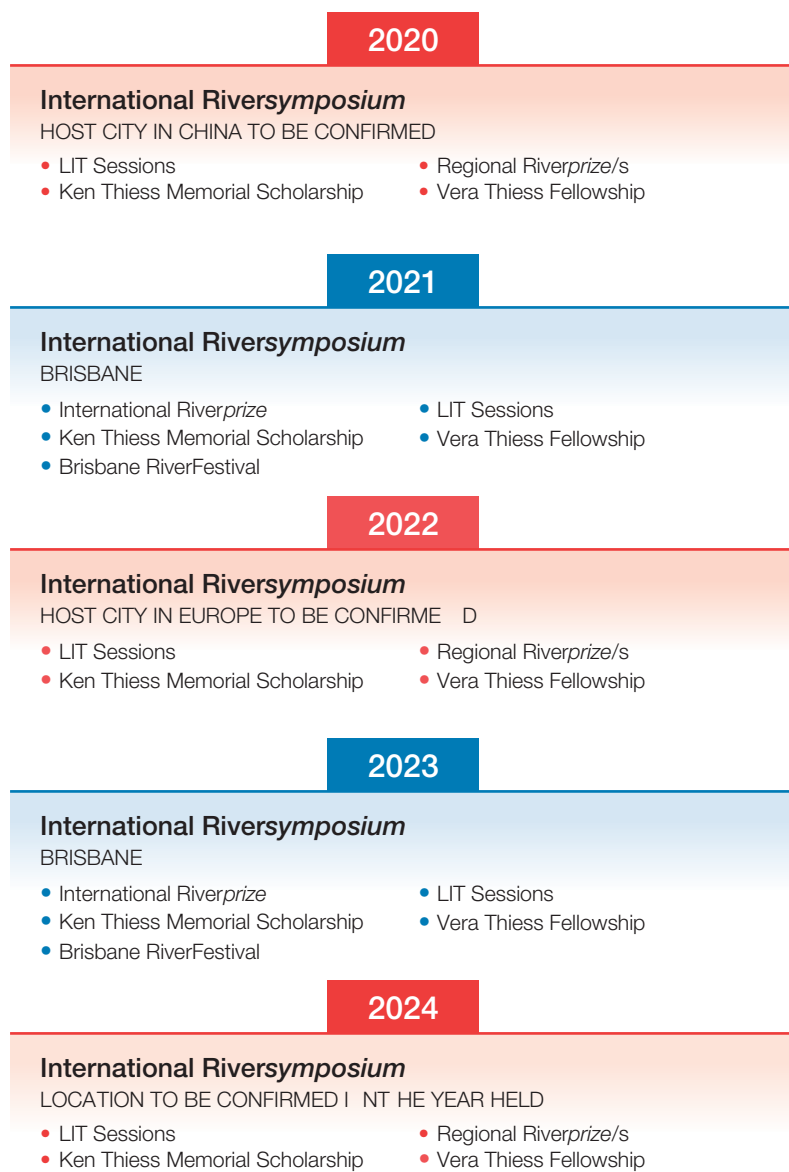 2020
International Riversymposium
HOST CITY IN CHINA TO BE CONFIRMED
• LIT Sessions
• Ken Thiess Memorial Scholarship
• Regional Riverprize/s
• Vera Thiess Fellowship
2021
International Riversymposium
BRISBANE
• International Riverprize
• Ken Thiess Memorial Scholarship
• Brisbane RiverFestival
• LIT Sessions
• Vera Thiess Fellowship
2022
International Riversymposium
HOST CITY IN EUROPE TO BE CONFIRME D
• LIT Sessions
• Ken Thiess Memorial Scholarship
• Regional Riverprize/s
• Vera Thiess Fellowship
2023
International Riversymposium
BRISBANE
• International Riverprize
• Ken Thiess Memorial Scholarship
• Brisbane RiverFestival
• LIT Sessions
• Vera Thiess Fellowship
2024
International Riversymposium
LOCATION TO BE CONFIRMED I NT HE YEAR HELD
• LIT Sessions
• Ken Thiess Memorial Scholarship
• Regional Riverprize/s
• Vera Thiess Fellowship